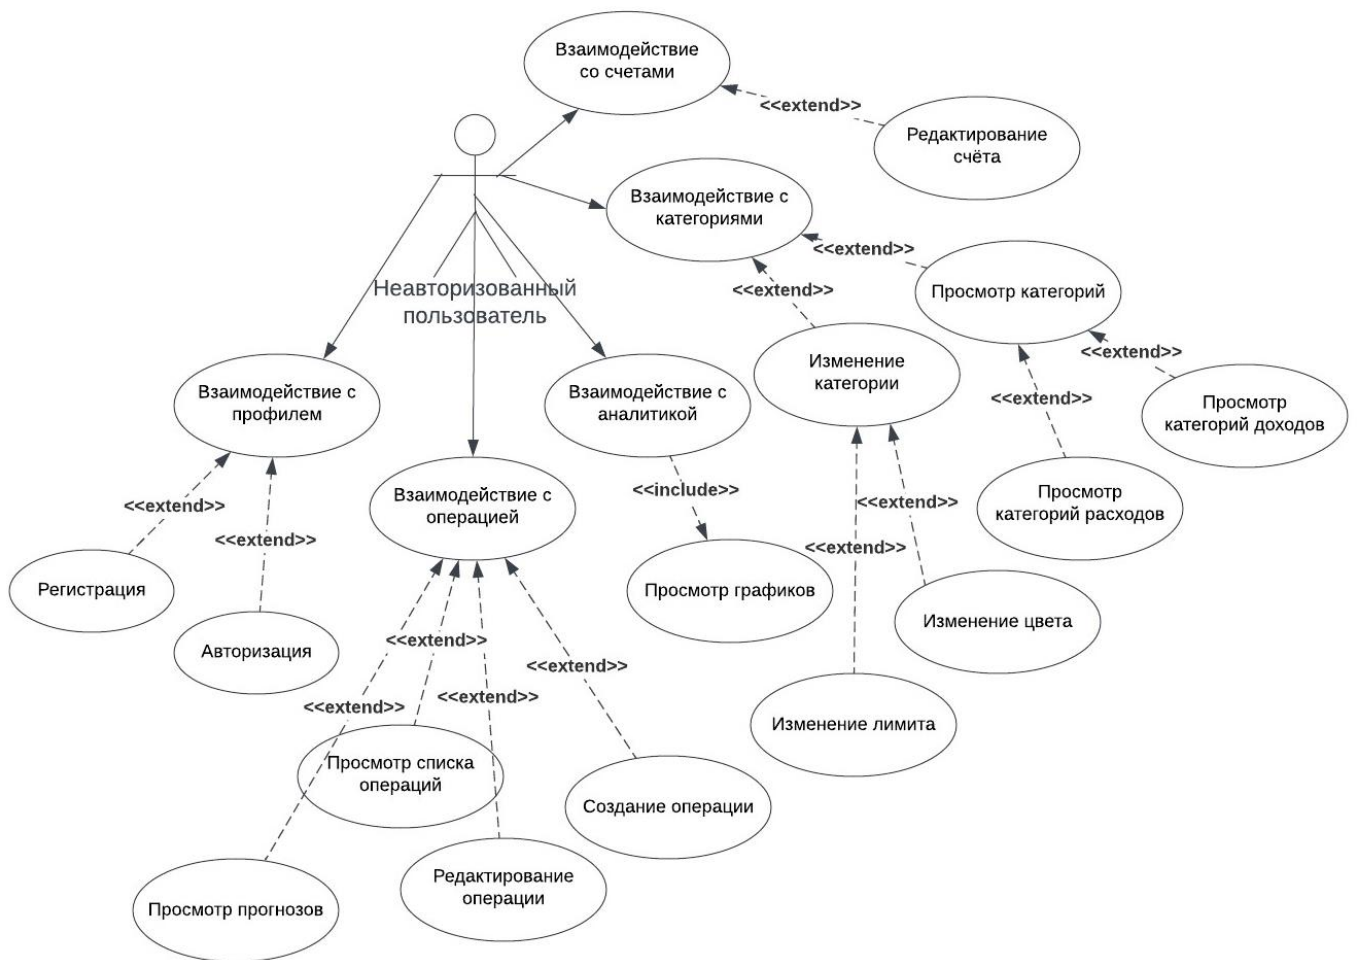 Взаимодействие
со счетами
<<extend>>
Редактирование
счёта
Взаимодействие с
категориями
<<extend>>
Просмотр категорий
<<extend>>
Неавторизованный
пользователь
Изменение
категории
<<extend>>
<<extend>>
Просмотр
категорий доходов
Взаимодействие с
профилем
Взаимодействие с
аналитикой
<<include>>
Просмотр
категорий расходов
<<extend>>
<<extend>>
Взаимодействие с
операцией
<<extend>>
<<extend>>
Регистрация
Авторизация
Просмотр графиков
Изменение цвета
<<extend>>
<<extend>>
<<extend>>
<<extend>>
Изменение лимита
Просмотр списка
операций
Создание операции
Редактирование
операции
Просмотр прогнозов